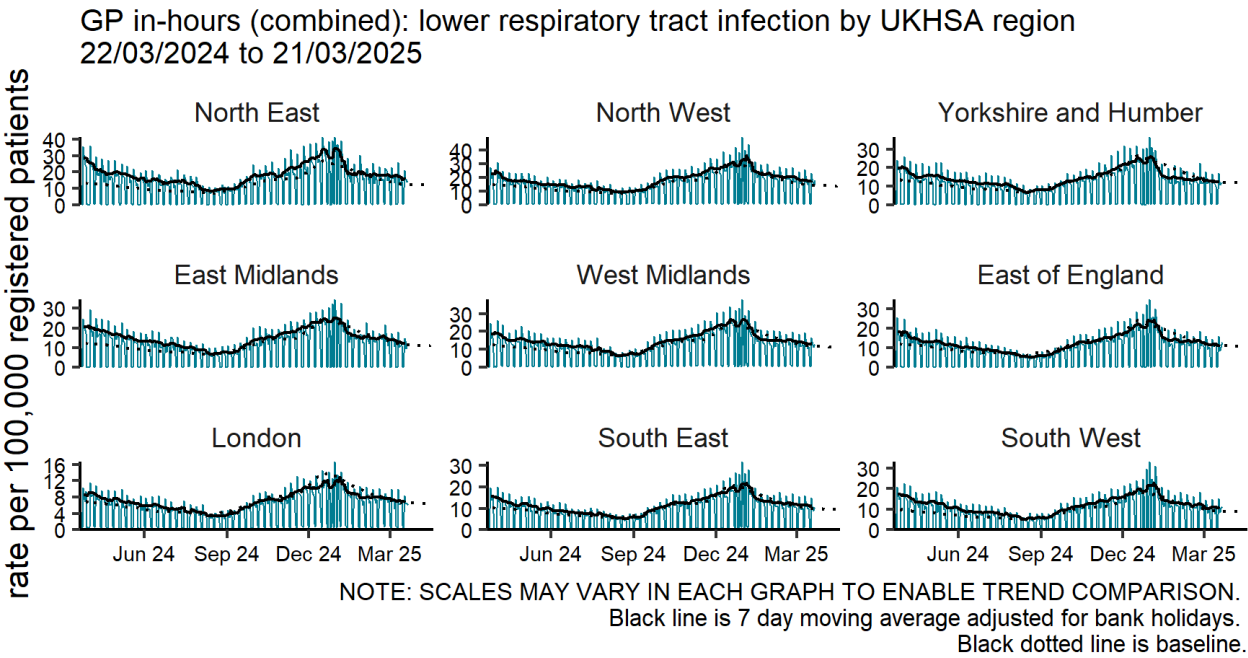 GP in-hours (combined): lower respiratory tract infection by UKHSA region
22/03/2024 to 21/03/2025
rate per 100,000 registered patients
North East
North West
Yorkshire and Humber
40
30
20
10
0
40
30
20
10
0
30
20
10
0
East Midlands
West Midlands
East of England
30
20
10
0
30
20
10
0
30
20
10
0
London
South East
South West
16
12
8
4
0
30
20
10
0
30
20
10
0
Jun 24 Sep 24 Dec 24 Mar 25
Jun 24 Sep 24 Dec 24 Mar 25
Jun 24 Sep 24 Dec 24 Mar 25
NOTE: SCALES MAY VARY IN EACH GRAPH TO ENABLE TREND COMPARISON.
Black line is 7 day moving average adjusted for bank holidays.
Black dotted line is baseline.